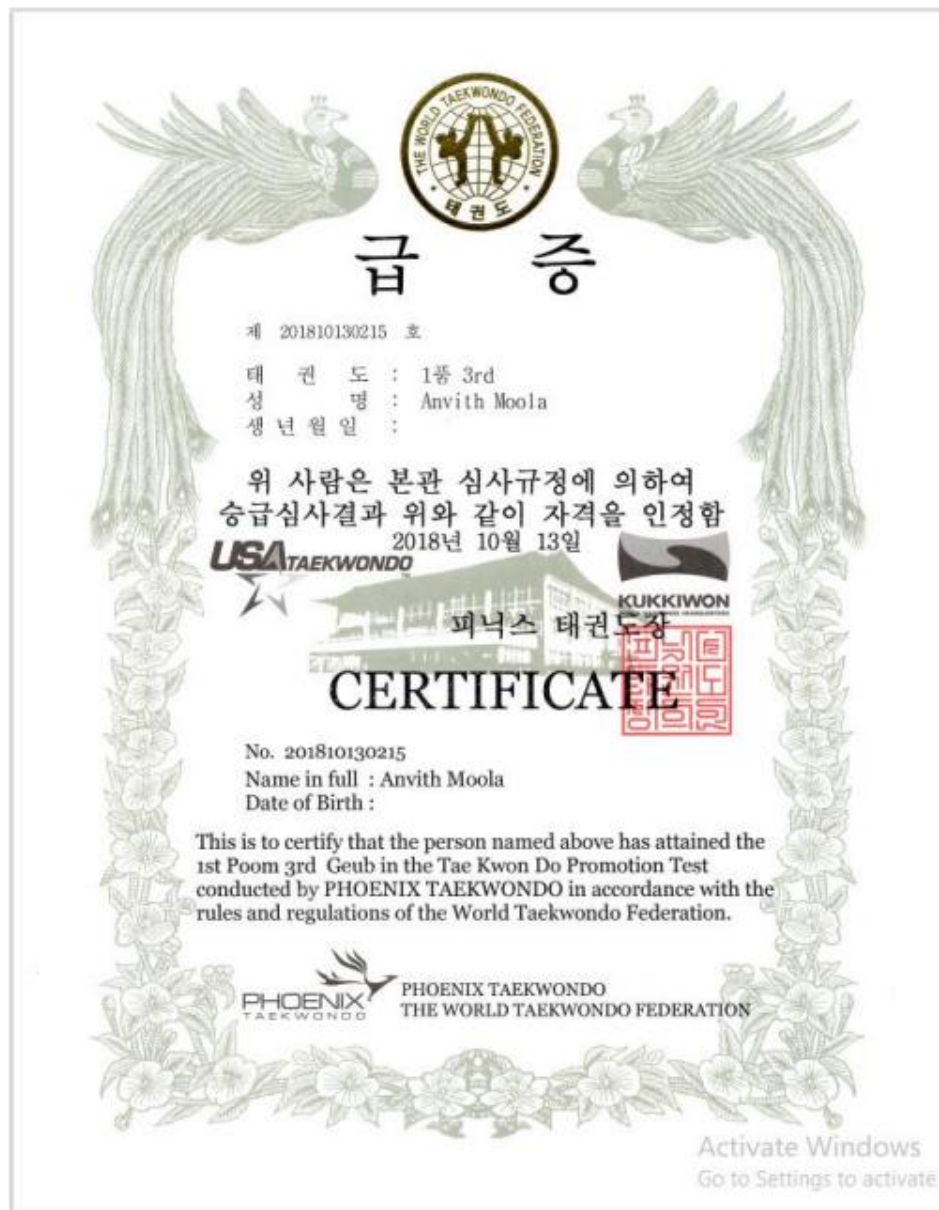 THE WORLD TAEKWONDO FEDERATION
태권도
급 증
제 201810130215 호
태 권 도 : 1품 3rd
성 명 : Anvith Moola
생년월일 :
위 사람은 본관 심사규정에 의하여
승급심사결과 위와 같이 자격을 인정함
2018년 10월 13일
USA TAEKWONDO
KUKKIWON
피닉스 태권도장
CERTIFICATE
No. 201810130215
Name in full : Anvith Moola
Date of Birth :
This is to certify that the person named above has attained the
1st Poom 3rd Geub in the Tae Kwon Do Promotion Test
conducted by PHOENIX TAEKWONDO in accordance with the
rules and regulations of the World Taekwondo Federation.
PHOENIX
TAEKWONDO
PHOENIX TAEKWONDO
THE WORLD TAEKWONDO FEDERATION
Activate Windows
Go to Settings to activate